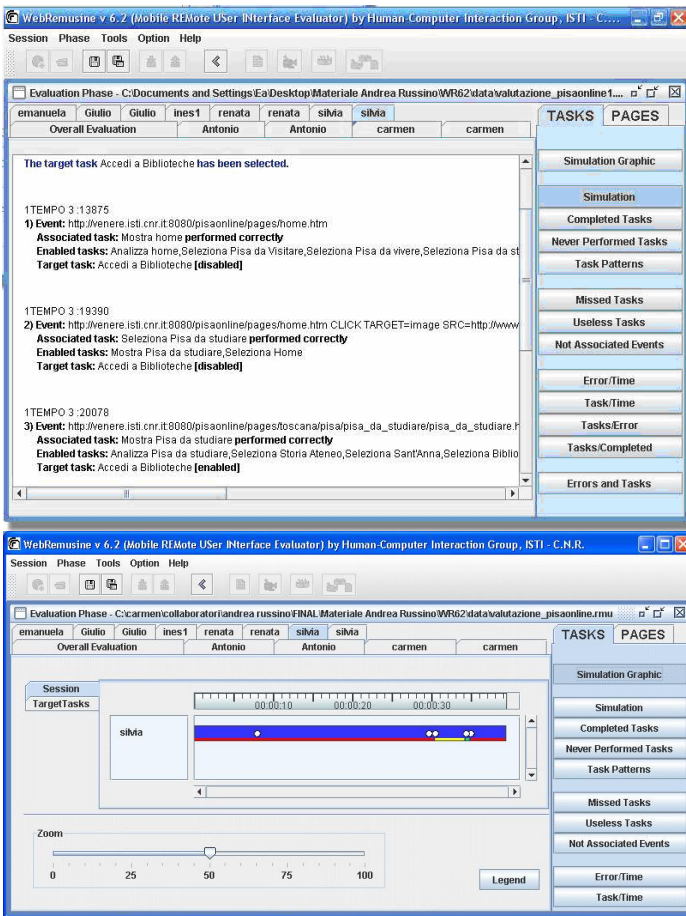 WebRemusine v 6.2 (Mobile REMote USer INterface Evaluator) by Human-Computer Interaction Group, ISTI - C....
Session Phase Tools Option Help
Evaluation Phase - C:\Documents and Settings\Ea\Desktop\Materiale Andrea Russino\WR62\data\valutazione_pisaonline1....
emanuela Giulio Giulio ines1 renata renata silvia silvia
Overall Evaluation Antonio Antonio carmen carmen
TASKS PAGES
The target task Accedi a Biblioteche has been selected.
1TEMPO 3 :13875
1) Event: http://venere.isti.cnr.it:8080/pisaonline/pages/home.htm
Associated task: Mostra home performed correctly
Enabled tasks: Analizza home,Seleziona Pisa da Visitare,Seleziona Pisa da vivere,Seleziona Pisa da st
Target task: Accedi a Biblioteche [disabled]
1TEMPO 3 :19390
2) Event: http://venere.isti.cnr.it:8080/pisaonline/pages/home.htm CLICK TARGET=image SRC=http://www
Associated task: Seleziona Pisa da studiare performed correctly
Enabled tasks: Mostra Pisa da studiare,Seleziona Home
Target task: Accedi a Biblioteche [disabled]
1TEMPO 3 :20078
3) Event: http://venere.isti.cnr.it:8080/pisaonline/pages/toscana/pisa/pisa_da_studiare/pisa_da_studiare.h
Associated task: Mostra Pisa da studiare performed correctly
Enabled tasks: Analizza Pisa da studiare,Seleziona Storia Ateneo,Seleziona Sant'Anna,Seleziona Biblio
Target task: Accedi a Biblioteche [enabled]
Simulation Graphic
Simulation
Completed Tasks
Never Performed Tasks
Task Patterns
Missed Tasks
Useless Tasks
Not Associated Events
Error/Time
Task/Time
Tasks/Error
Tasks/Completed
Errors and Tasks
WebRemusine v 6.2 (Mobile REMote USer INterface Evaluator) by Human-Computer Interaction Group, ISTI - C.N.R.
Session Phase Tools Option Help
Evaluation Phase - C:\carmen\collaboratori\andrea russino\FINAL\Materiale Andrea Russino\WR62\data\valutazione_pisaonline.rmu
emanuela Giulio Giulio ines1 renata renata silvia silvia
Overall Evaluation Antonio Antonio carmen carmen
TASKS PAGES
Session
TargetTasks
00:00:10 00:00:20 00:00:30
silvia
Zoom
0 25 50 75 100
Legend
Simulation Graphic
Simulation
Completed Tasks
Never Performed Tasks
Task Patterns
Missed Tasks
Useless Tasks
Not Associated Events
Error/Time
Task/Time